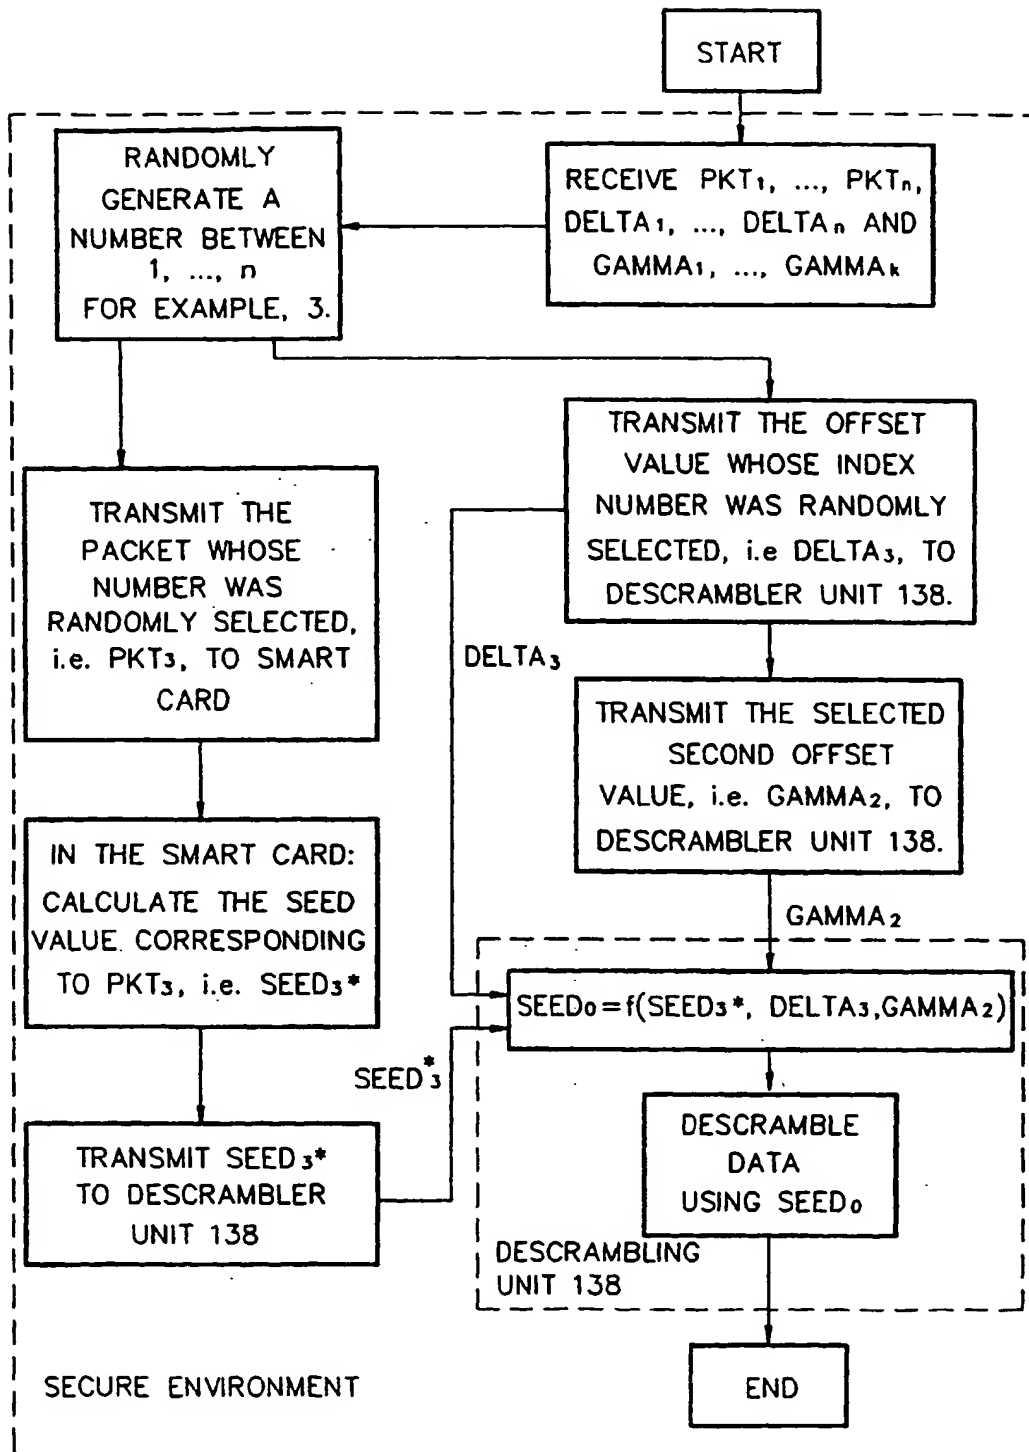 START
RECEIVE PKT₁, ..., PKTₙ,
DELTA₁, ..., DELTAₙ AND
GAMMA₁, ..., GAMMAₖ
RANDOMLY
GENERATE A
NUMBER BETWEEN
1, ..., n
FOR EXAMPLE, 3.
TRANSMIT THE OFFSET
VALUE WHOSE INDEX
NUMBER WAS RANDOMLY
SELECTED, i.e DELTA₃, TO
DESCRAMBLER UNIT 138.
TRANSMIT THE
PACKET WHOSE
NUMBER WAS
RANDOMLY SELECTED,
i.e. PKT₃, TO SMART
CARD
DELTA₃
TRANSMIT THE SELECTED
SECOND OFFSET
VALUE, i.e. GAMMA₂, TO
DESCRAMBLER UNIT 138.
IN THE SMART CARD:
CALCULATE THE SEED
VALUE CORRESPONDING
TO PKT₃, i.e. SEED₃*
GAMMA₂
SEED₀=f(SEED₃*, DELTA₃,GAMMA₂)
SEED₃*
TRANSMIT SEED₃*
TO DESCRAMBLER
UNIT 138
DESCRAMBLE
DATA
USING SEED₀
DESCRAMBLING
UNIT 138
SECURE ENVIRONMENT
END